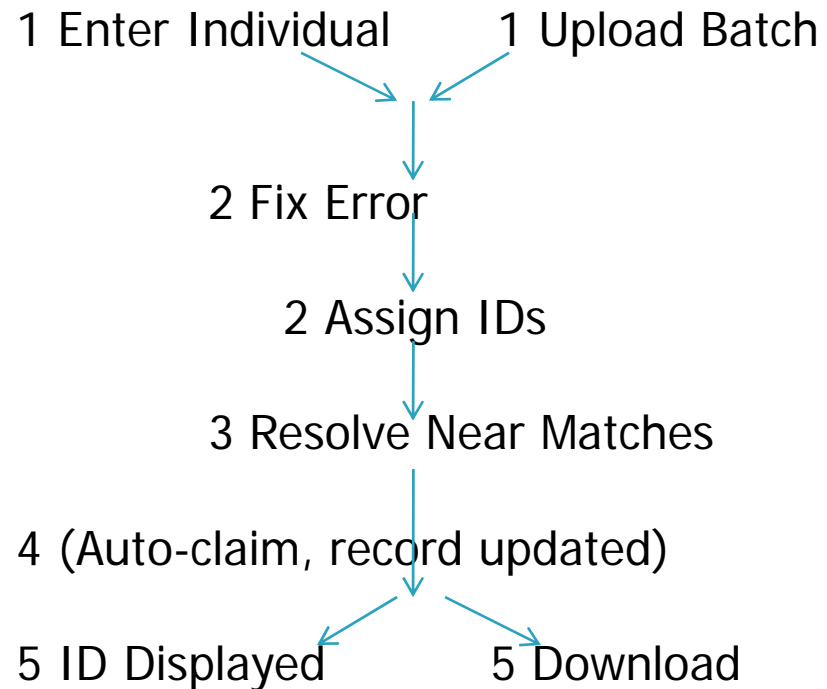 1 Enter Individual 1 Upload Batch
2 Fix Error
2 Assign IDs
3 Resolve Near Matches
4 (Auto-claim, record updated)
5 ID Displayed 5 Download